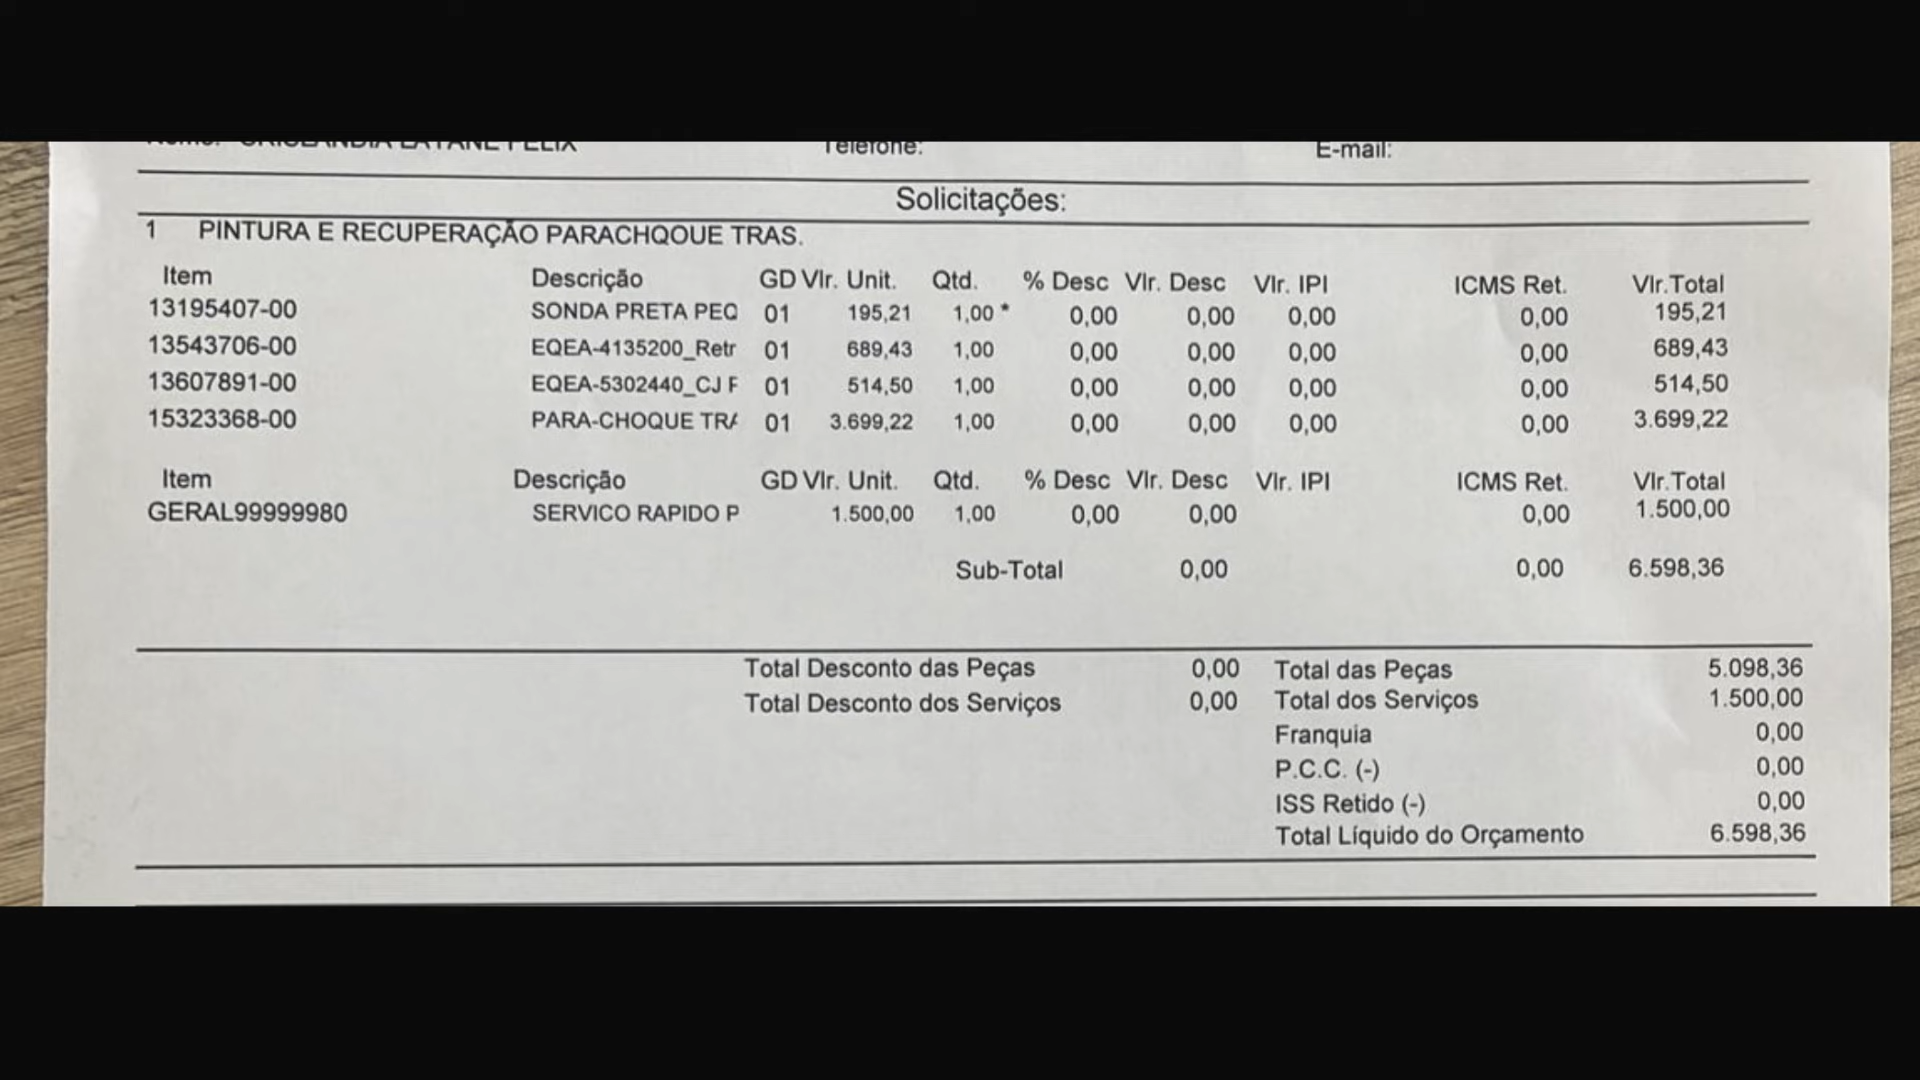 Telefone: E-mail:
Solicitações:
1 PINTURA E RECUPERAÇÃO PARACHQOUE TRAS.
Item Descrição GD Vlr. Unit. Qtd. % Desc Vlr. Desc Vlr. IPI ICMS Ret. Vlr.Total
13195407-00 SONDA PRETA PEQ 01 195,21 1,00 * 0,00 0,00 0,00 0,00 195,21
13543706-00 EQEA-4135200_Retr 01 689,43 1,00 0,00 0,00 0,00 0,00 689,43
13607891-00 EQEA-5302440_CJ F 01 514,50 1,00 0,00 0,00 0,00 0,00 514,50
15323368-00 PARA-CHOQUE TRA 01 3.699,22 1,00 0,00 0,00 0,00 0,00 3.699,22
Item Descrição GD Vlr. Unit. Qtd. % Desc Vlr. Desc Vlr. IPI ICMS Ret. Vlr.Total
GERAL99999980 SERVICO RAPIDO P 1.500,00 1,00 0,00 0,00 0,00 1.500,00
Sub-Total 0,00 0,00 6.598,36
Total Desconto das Peças 0,00 Total das Peças 5.098,36
Total Desconto dos Serviços 0,00 Total dos Serviços 1.500,00
Franquia 0,00
P.C.C. (-) 0,00
ISS Retido (-) 0,00
Total Líquido do Orçamento 6.598,36